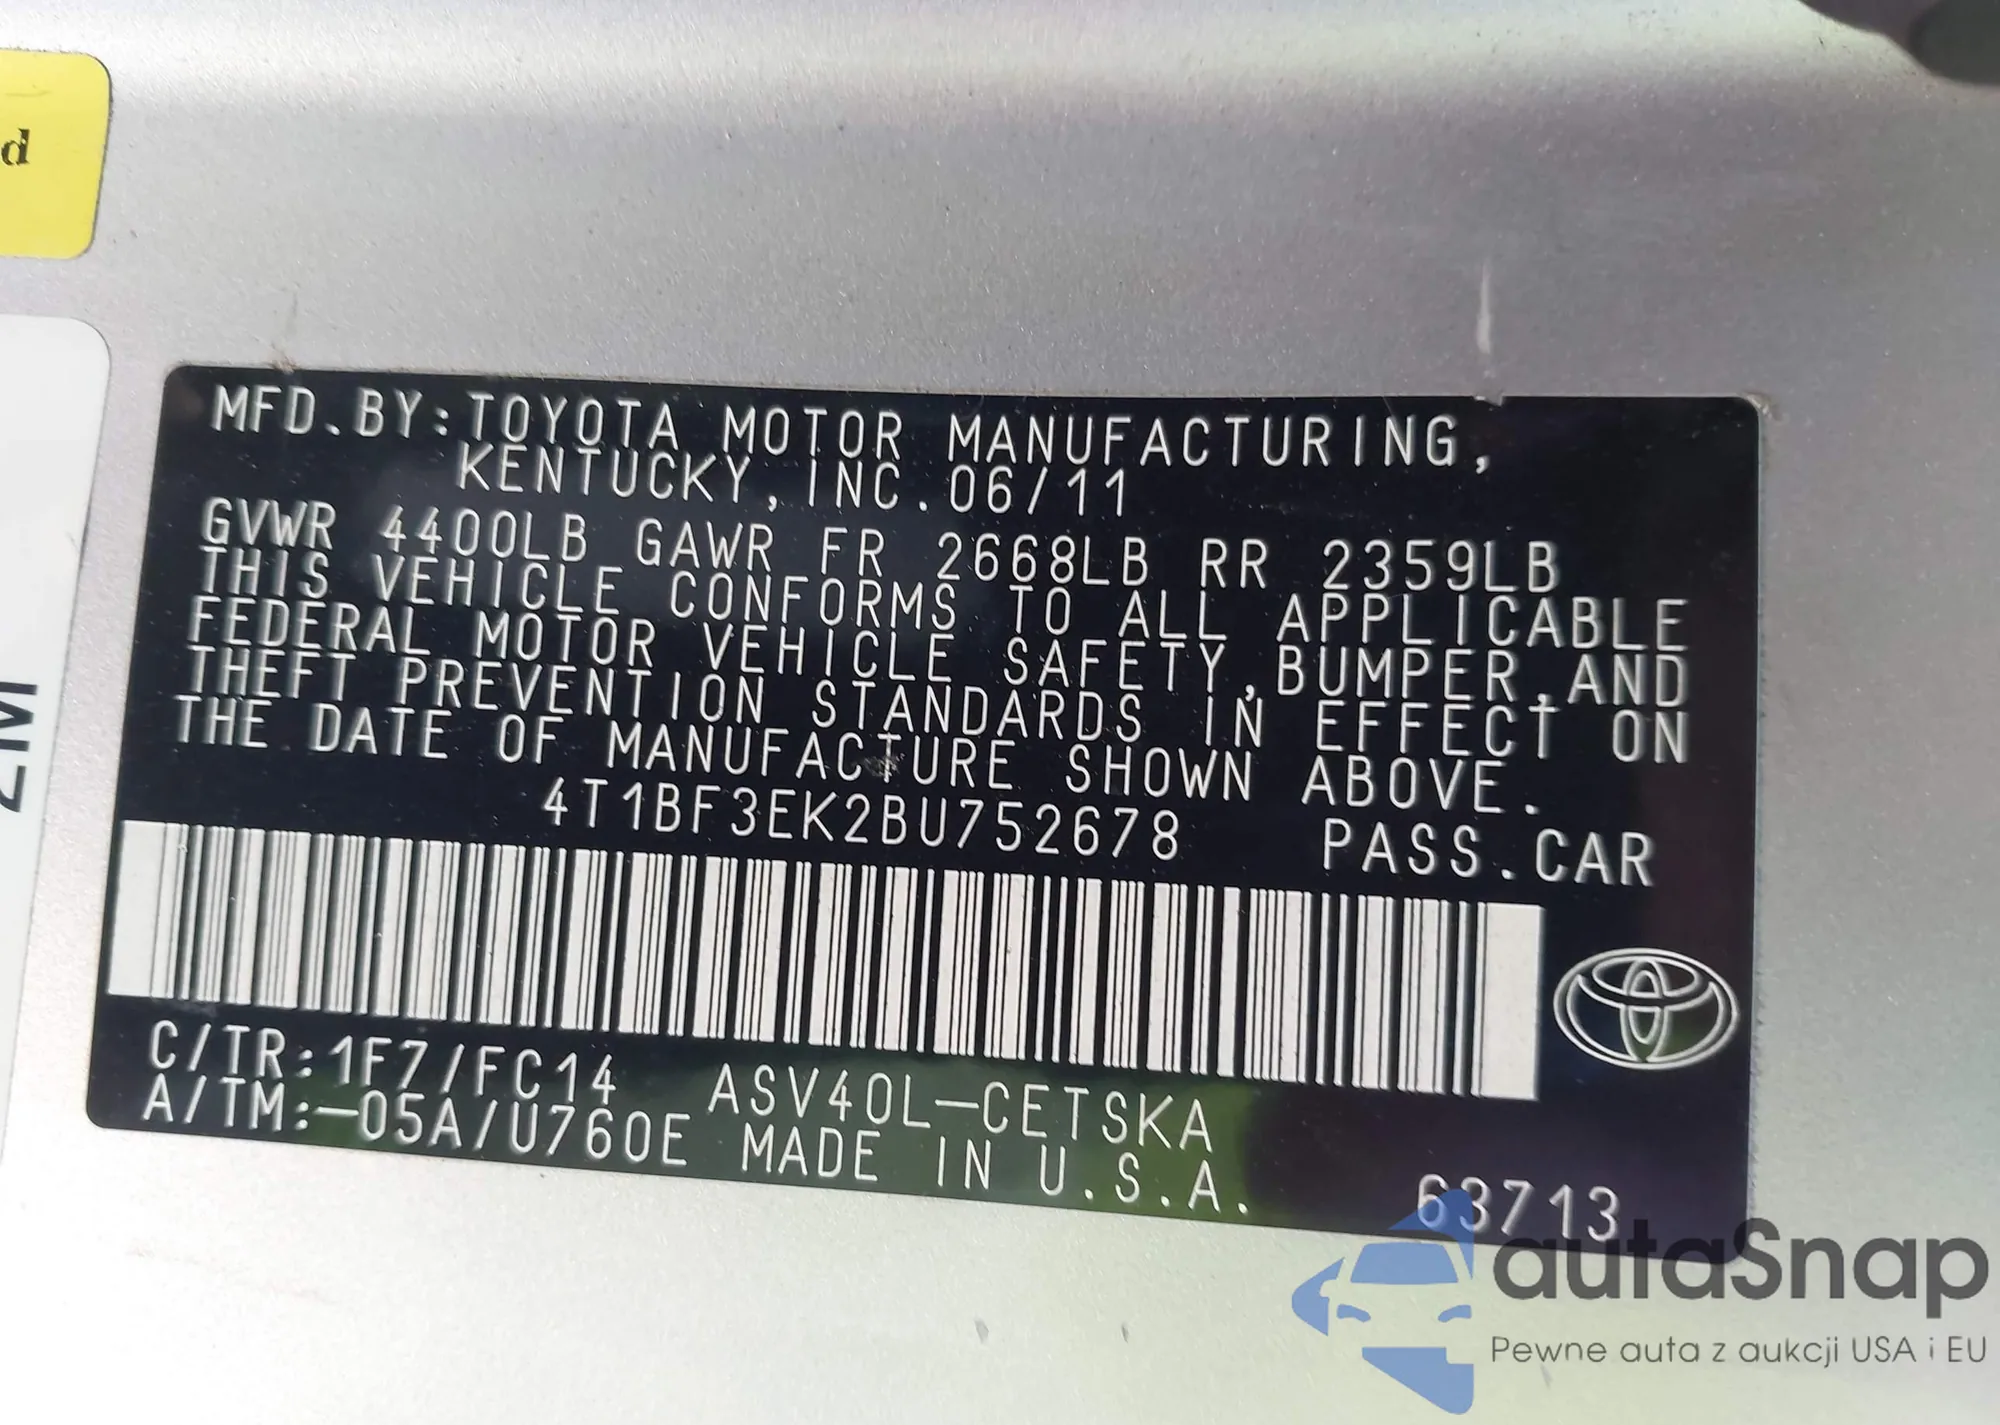 d
2M
MFD.BY:TOYOTA MOTOR MANUFACTURING,
KENTUCKY,INC.06/11
GVWR 4400LB GAWR FR 2668LB RR 2359LB
THIS VEHICLE CONFORMS TO ALL APPLICABLE
FEDERAL MOTOR VEHICLE SAFETY,BUMPER,AND
THEFT PREVENTION STANDARDS IN EFFECT ON
THE DATE OF MANUFACTURE SHOWN ABOVE.
4T1BF3EK2BU752678 PASS.CAR
C/TR:1F7/FC14 ASV40L-CETSKA
A/TM:-05A/U760E MADE IN U.S.A.
63713
autaSnap
Pewne auta z aukcji USA i EU